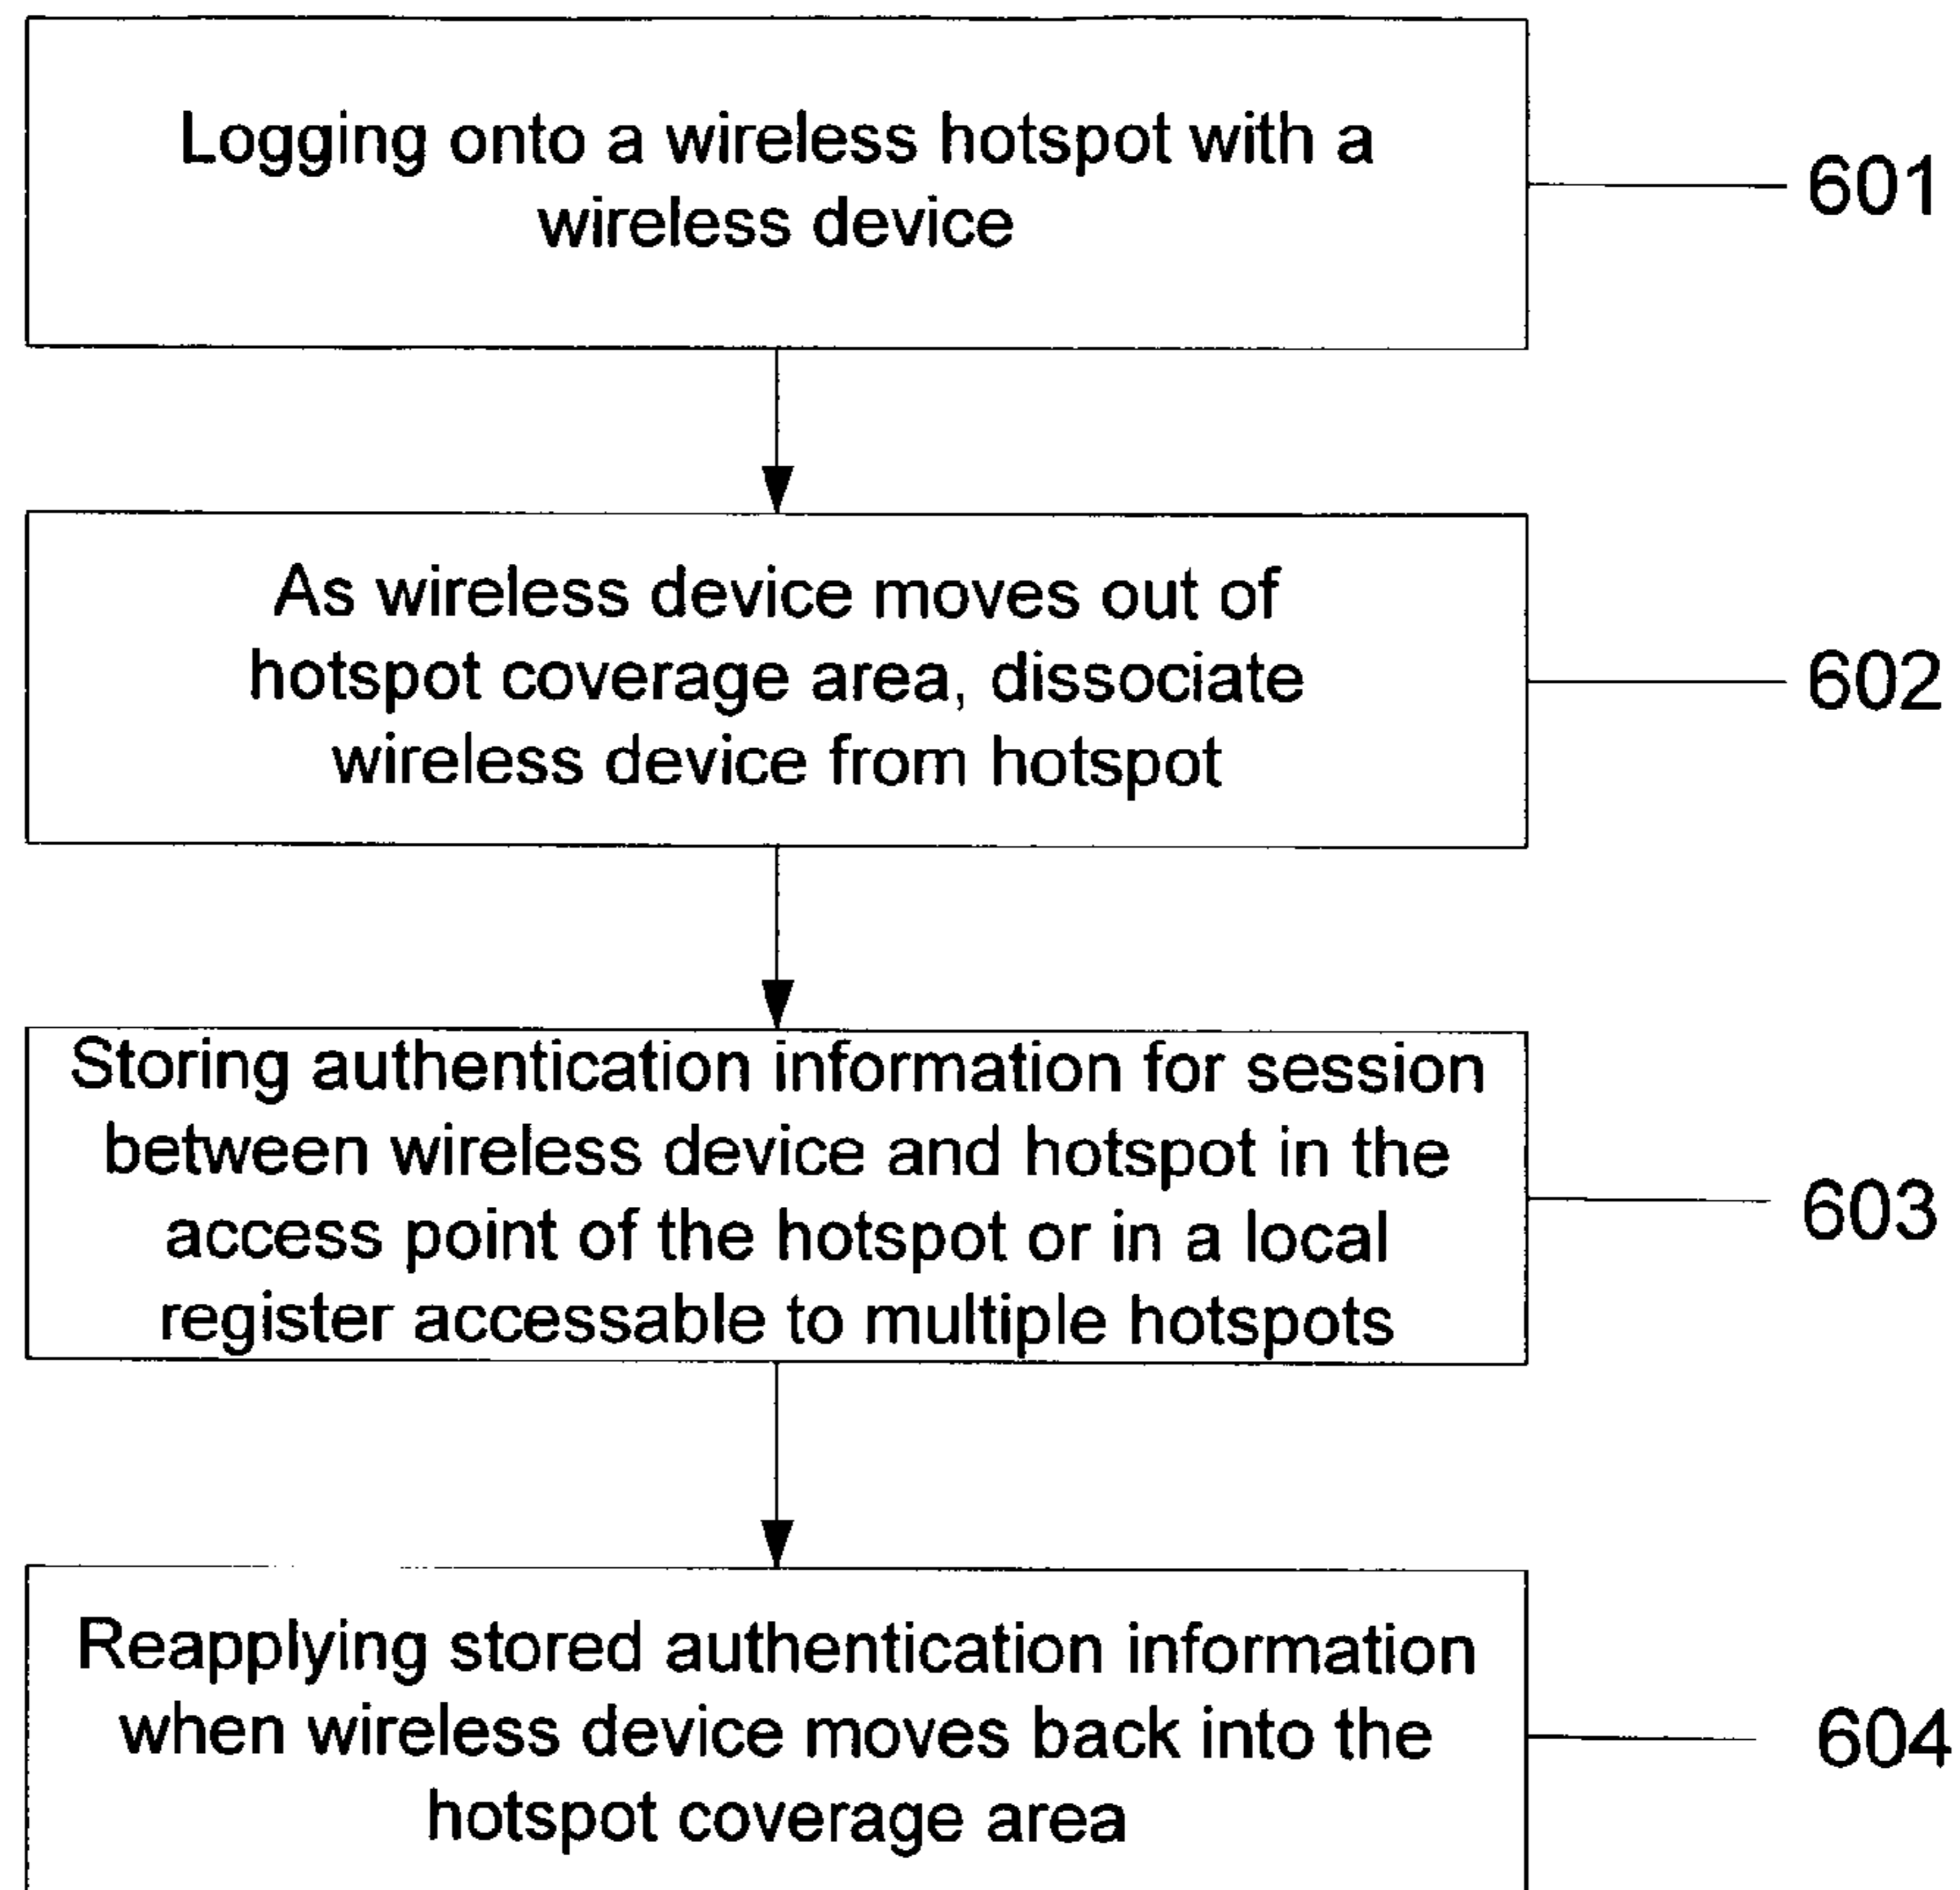 Logging onto a wireless hotspot with a
wireless device
601
As wireless device moves out of
hotspot coverage area, dissociate
wireless device from hotspot
602
Storing authentication information for session
between wireless device and hotspot in the
access point of the hotspot or in a local
register accessable to multiple hotspots
603
Reapplying stored authentication information
when wireless device moves back into the
hotspot coverage area
604